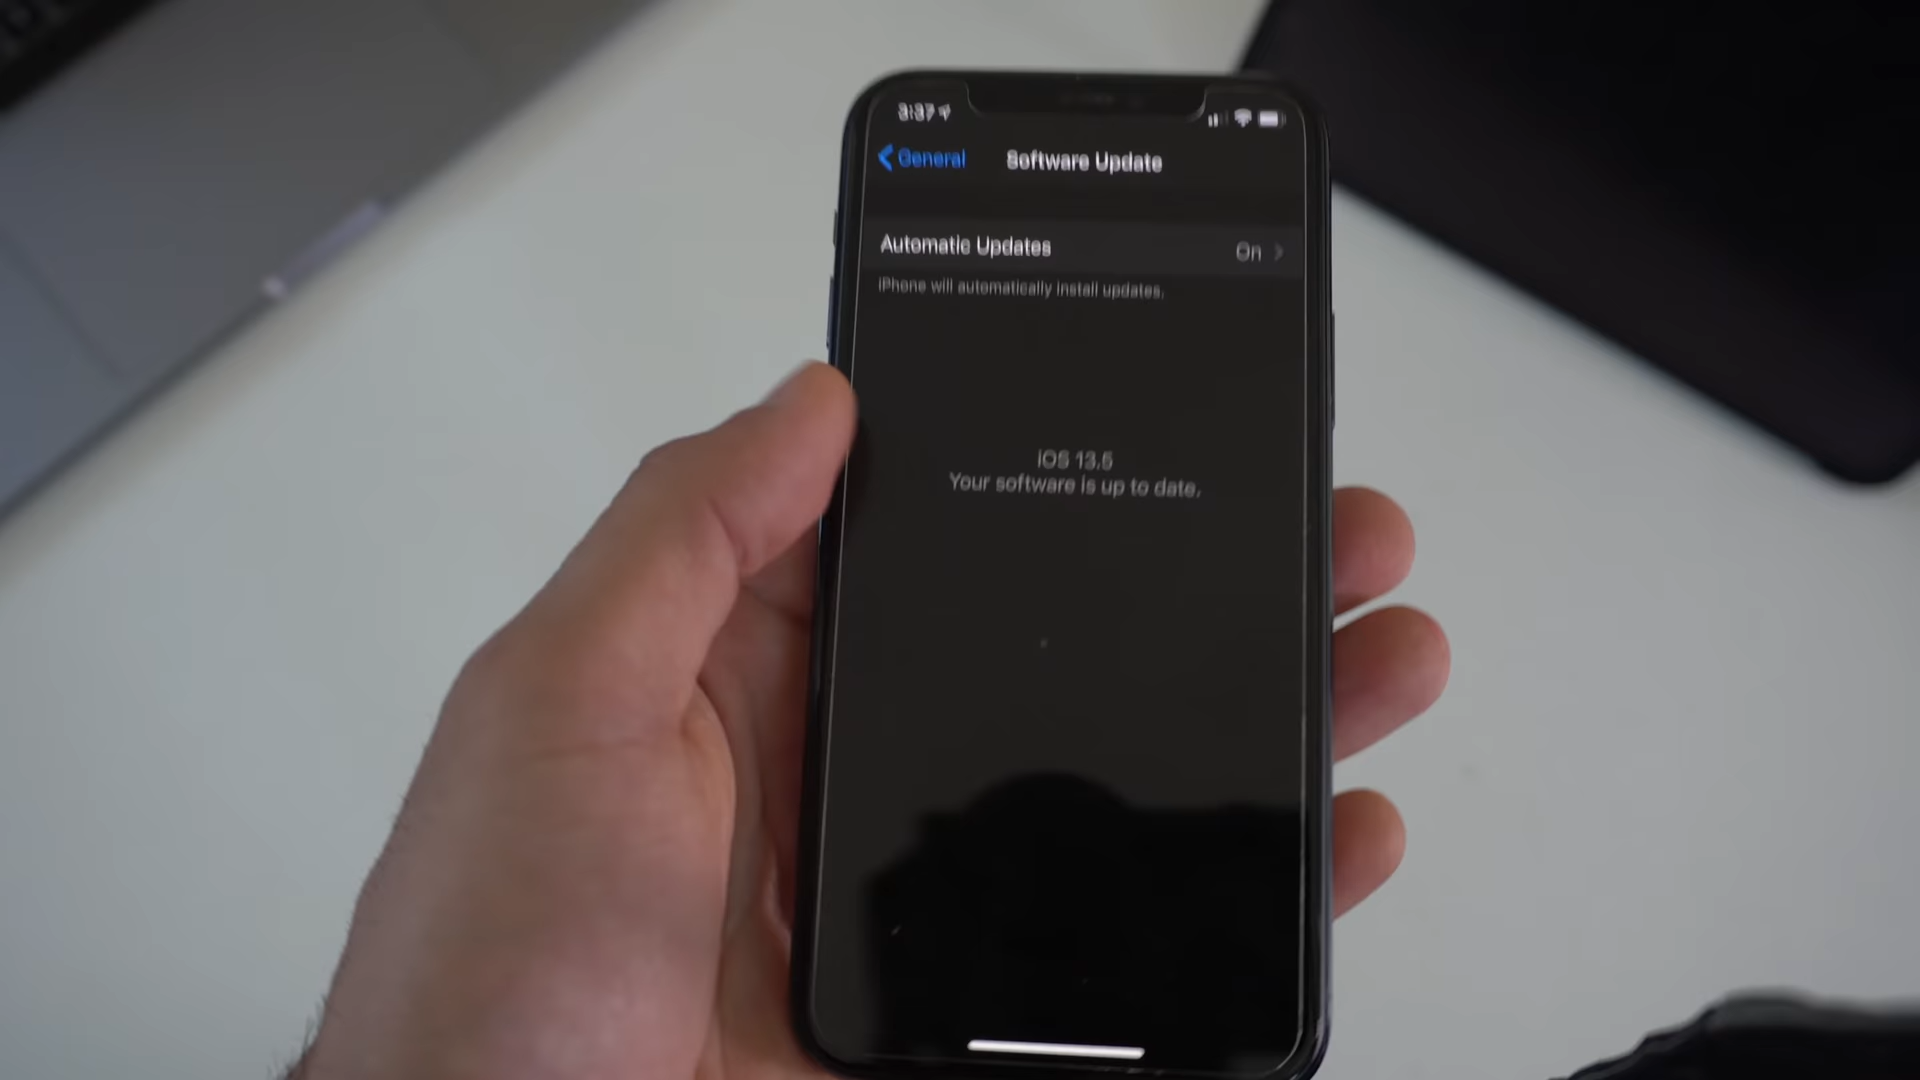 3:37
General
Software Update
Automatic Updates
On
iPhone will automatically install updates.
iOS 13.5
Your software is up to date.